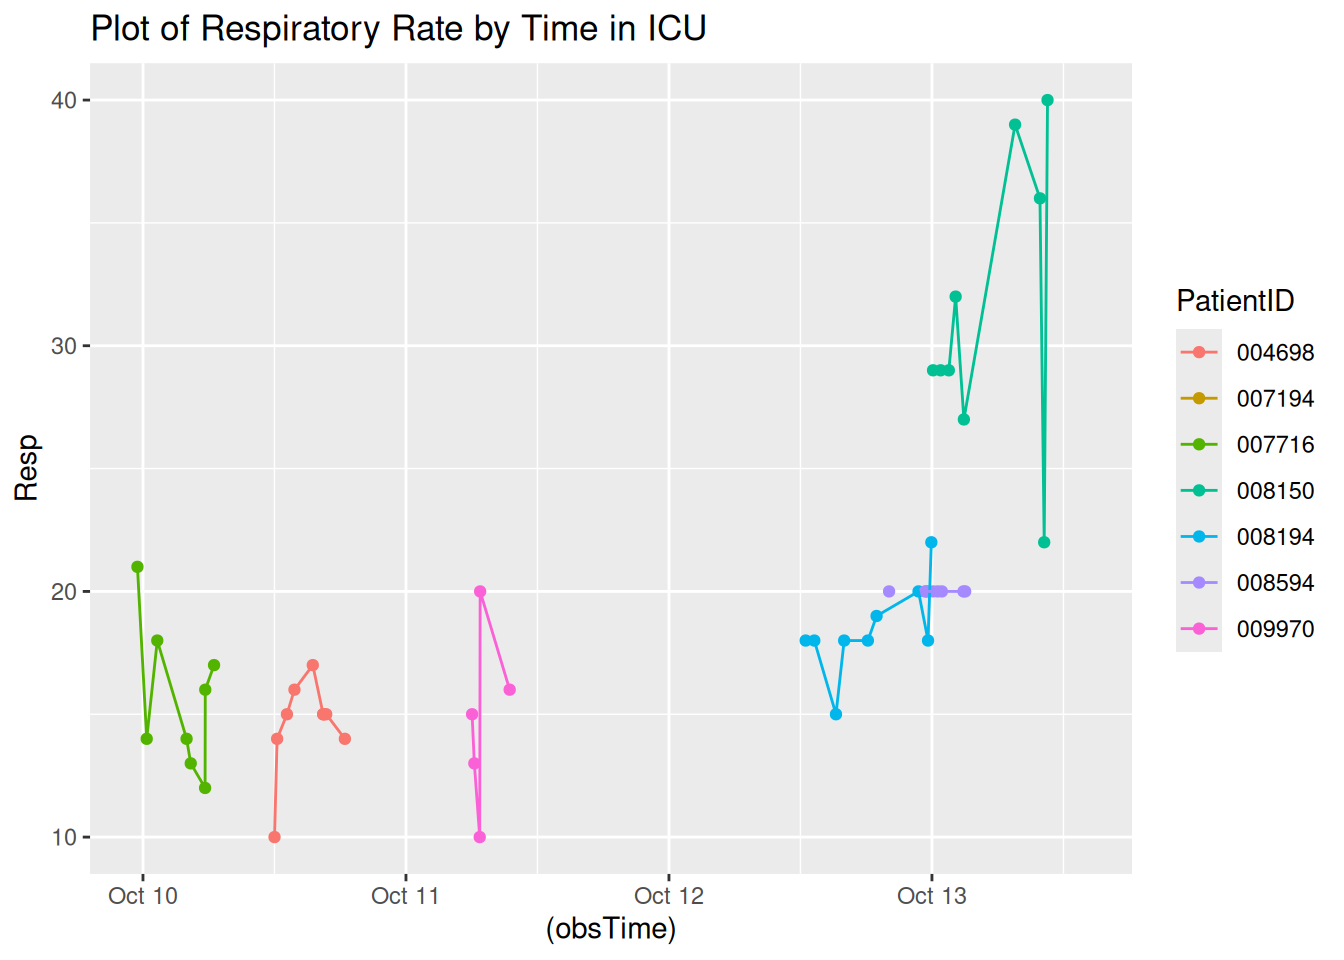 Plot of Respiratory Rate by Time in ICU
40
30
20
10
Resp
Oct 10 Oct 11 Oct 12 Oct 13
(obsTime)
PatientID
004698
007194
007716
008150
008194
008594
009970